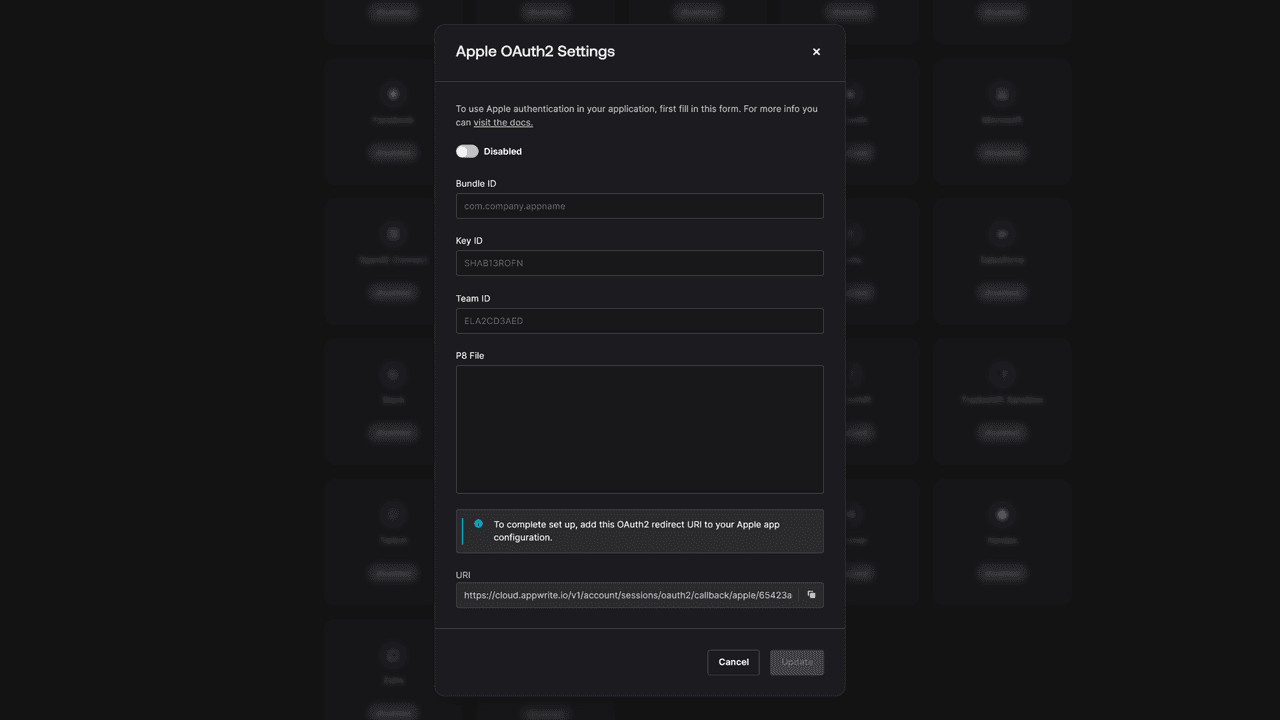 Apple OAuth2 Settings
To use Apple authentication in your application, first fill in this form. For more info you
can visit the docs.
Disabled
Bundle ID
com.company.appname
Key ID
SHAB13ROFN
Team ID
ELA2CD3AED
P8 File
To complete set up, add this OAuth2 redirect URI to your Apple app
configuration.
URI
https://cloud.appwrite.io/v1/account/sessions/oauth2/callback/apple/65423a
Cancel
Update